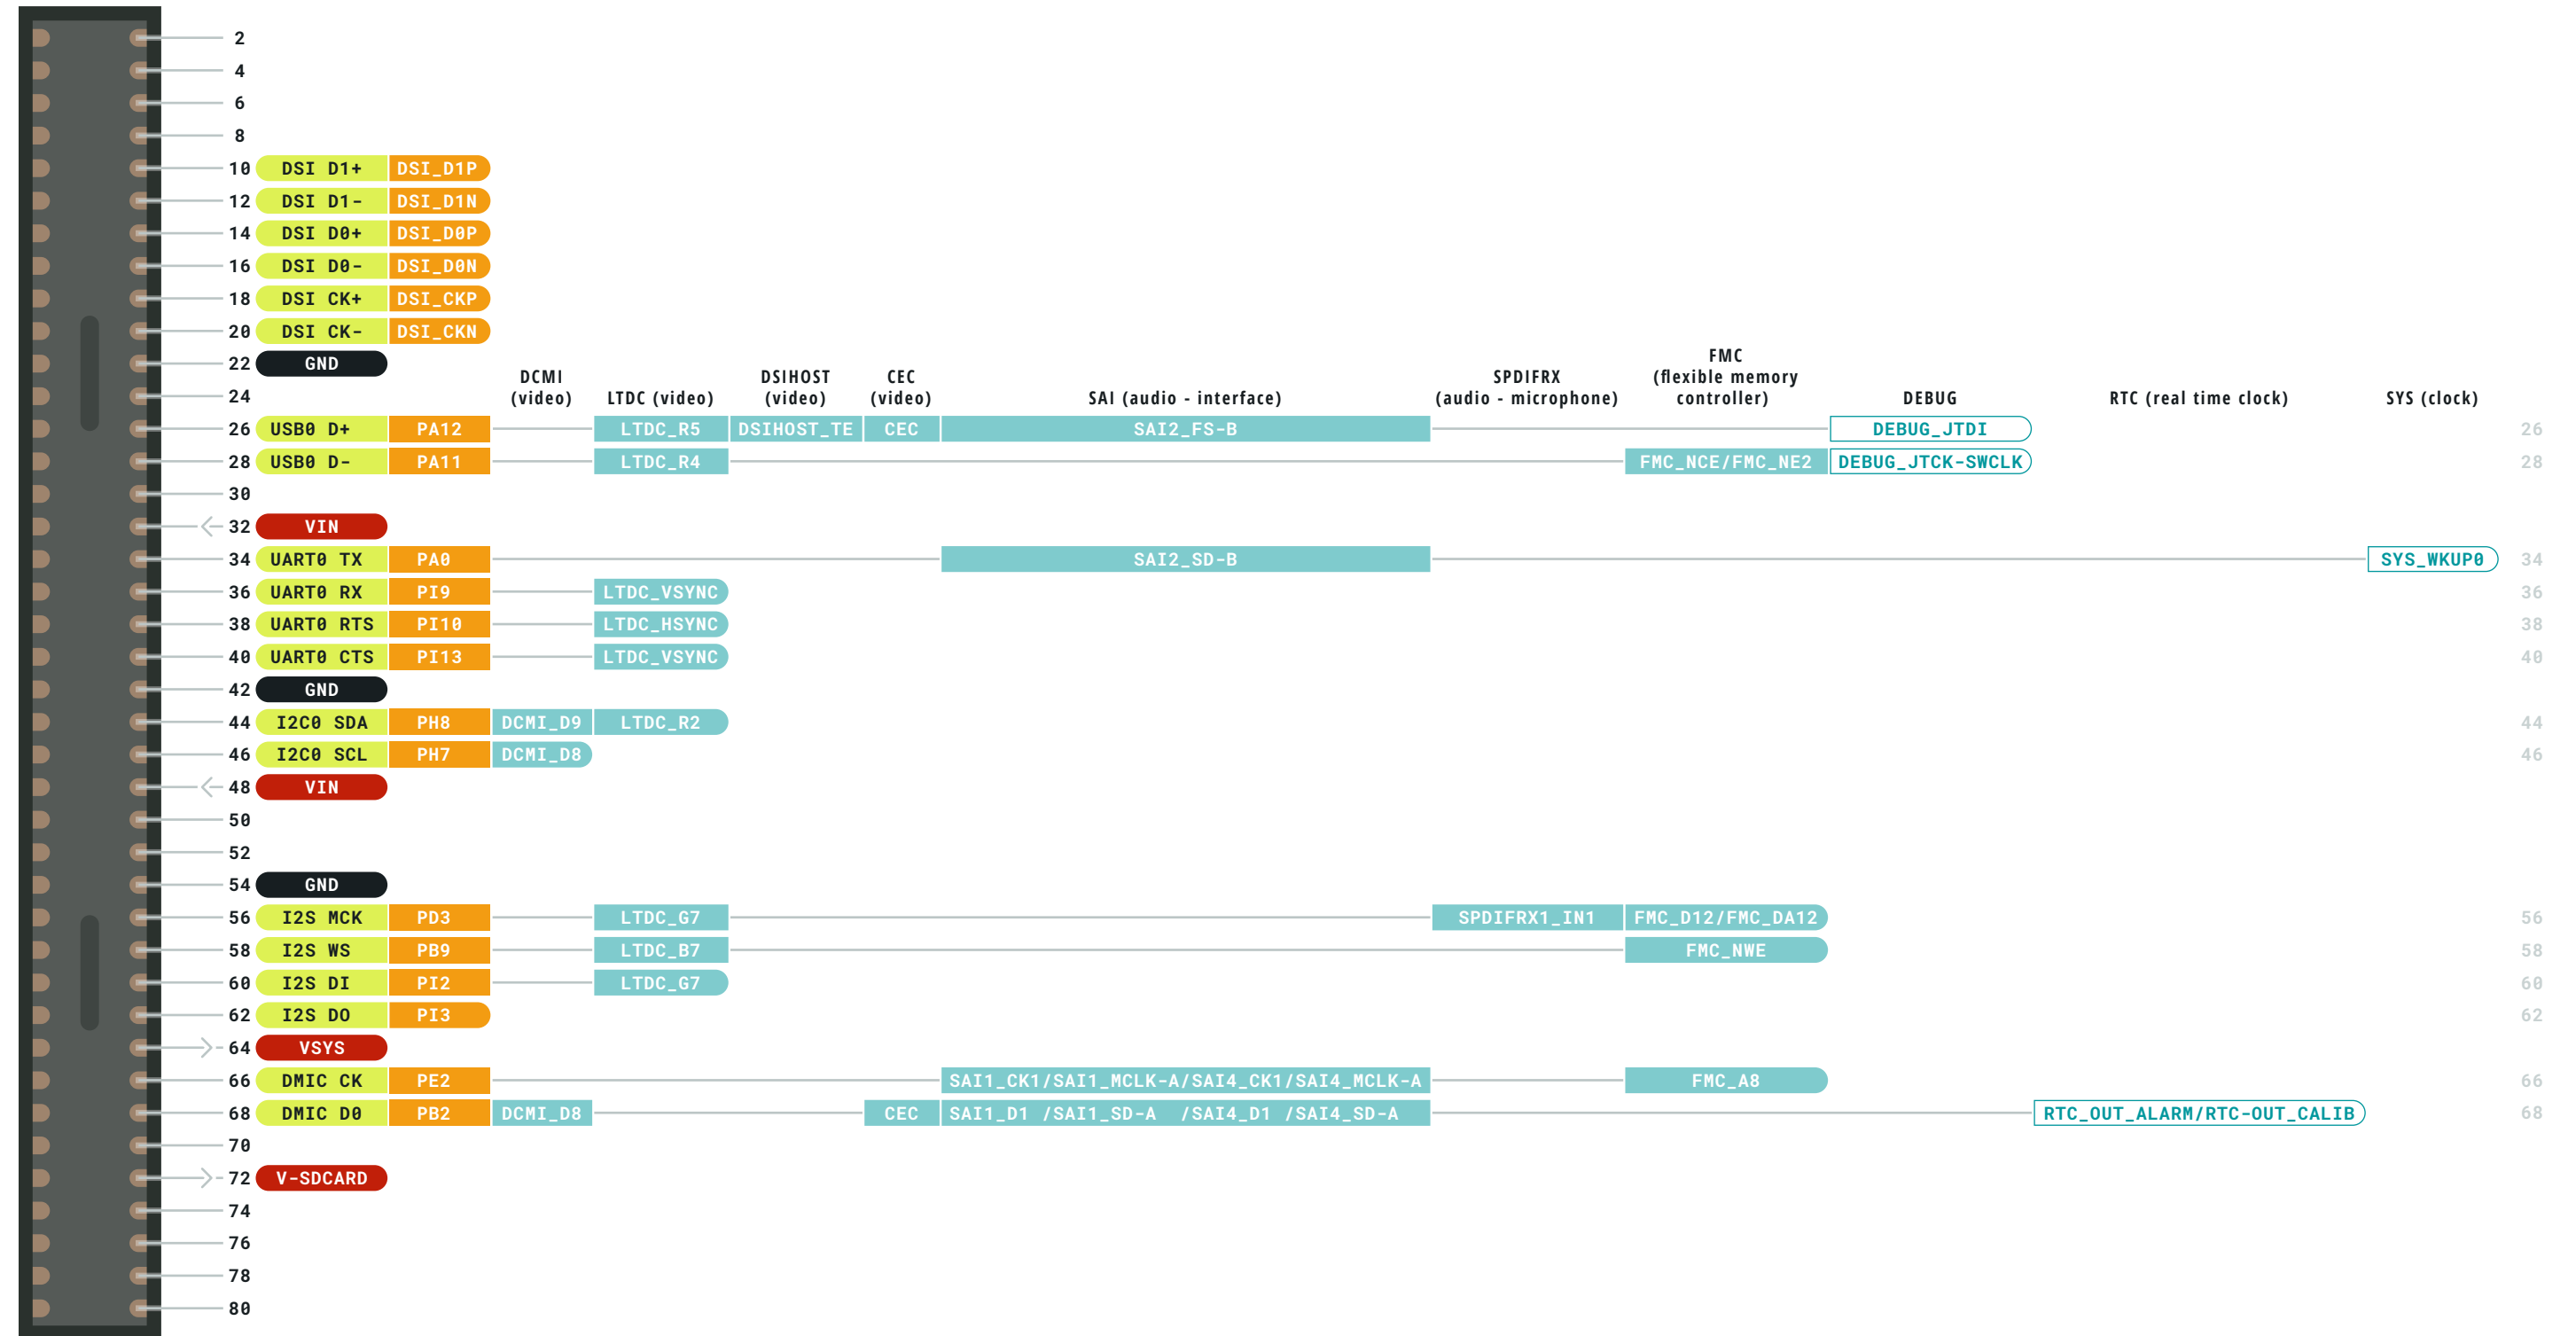 2
4
6
8
10 DSI D1+ DSI_D1P
12 DSI D1- DSI_D1N
14 DSI D0+ DSI_D0P
16 DSI D0- DSI_D0N
18 DSI CK+ DSI_CKP
20 DSI CK- DSI_CKN
22 GND
24
DCMI
(video)
LTDC (video)
DSIHOST
(video)
CEC
(video)
SAI (audio - interface)
SPDIFRX
(audio - microphone)
FMC
(flexible memory
controller)
DEBUG
RTC (real time clock)
SYS (clock)
26 USB0 D+ PA12 LTDC_R5 DSIHOST_TE CEC SAI2_FS-B DEBUG_JTDI 26
28 USB0 D- PA11 LTDC_R4 FMC_NCE/FMC_NE2 DEBUG_JTCK-SWCLK 28
30
32 VIN
34 UART0 TX PA0 SAI2_SD-B SYS_WKUP0 34
36 UART0 RX PI9 LTDC_VSYNC 36
38 UART0 RTS PI10 LTDC_HSYNC 38
40 UART0 CTS PI13 LTDC_VSYNC 40
42 GND
44 I2C0 SDA PH8 DCMI_D9 LTDC_R2 44
46 I2C0 SCL PH7 DCMI_D8 46
48 VIN
50
52
54 GND
56 I2S MCK PD3 LTDC_G7 SPDIFRX1_IN1 FMC_D12/FMC_DA12 56
58 I2S WS PB9 LTDC_B7 FMC_NWE 58
60 I2S DI PI2 LTDC_G7 60
62 I2S DO PI3 62
64 VSYS
66 DMIC CK PE2 SAI1_CK1/SAI1_MCLK-A/SAI4_CK1/SAI4_MCLK-A FMC_A8 66
68 DMIC D0 PB2 DCMI_D8 CEC SAI1_D1 /SAI1_SD-A /SAI4_D1 /SAI4_SD-A RTC_OUT_ALARM/RTC-OUT_CALIB 68
70
72 V-SDCARD
74
76
78
80